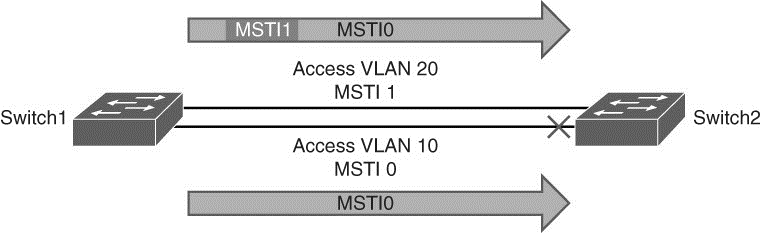 MSTI1 MSTI0
Access VLAN 20
MSTI 1
Switch1
Switch2
Access VLAN 10
MSTI 0
MSTI0